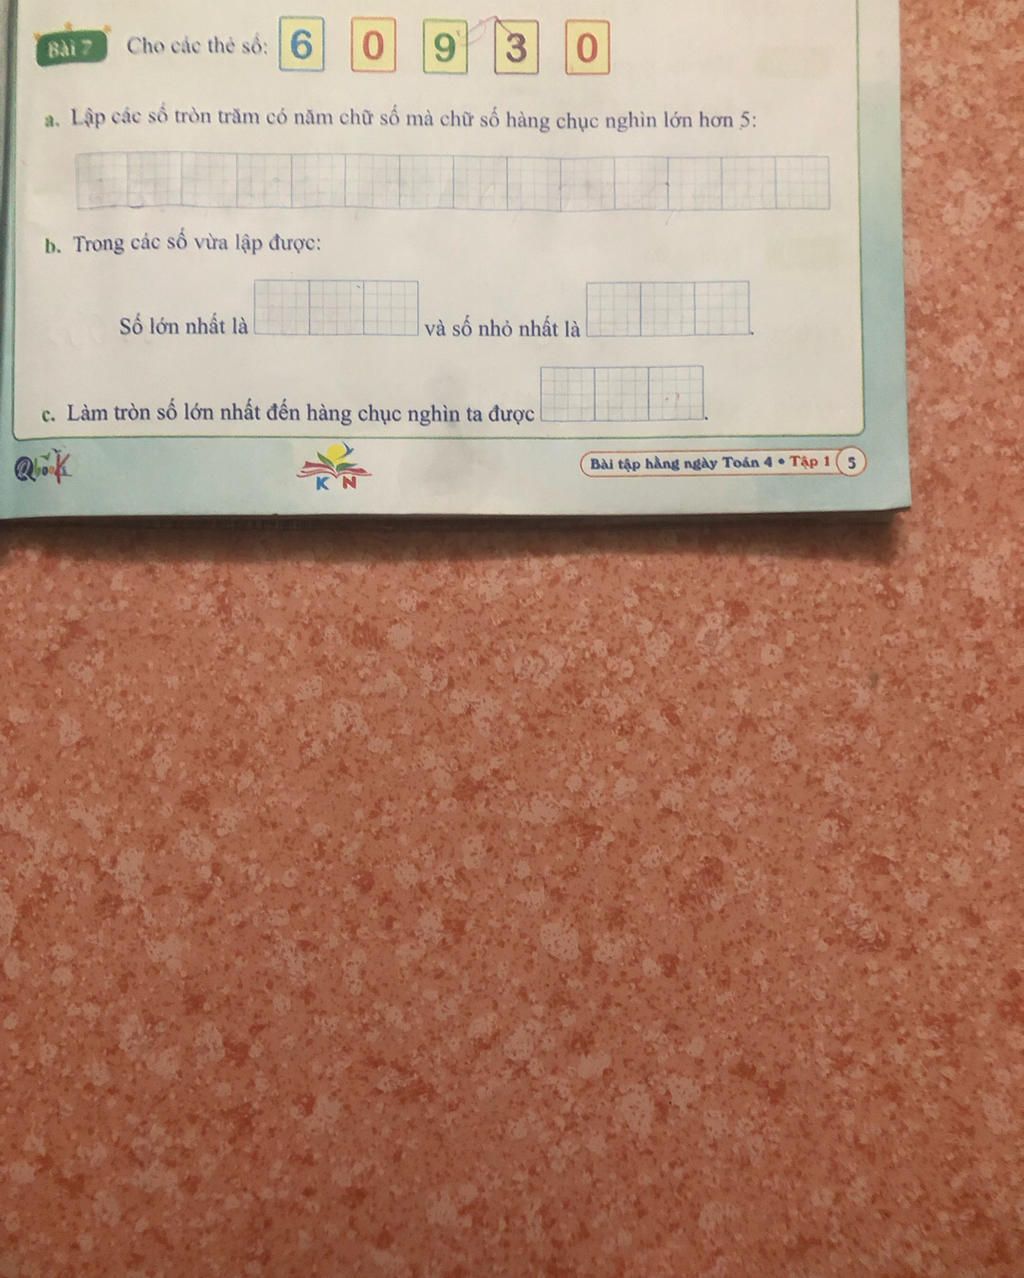 Bài 7 Cho các thẻ số: 6 0 9 3 0
a. Lập các số tròn trăm có năm chữ số mà chữ số hàng chục nghìn lớn hơn 5:
b. Trong các số vừa lập được:
Số lớn nhất là và số nhỏ nhất là .
c. Làm tròn số lớn nhất đến hàng chục nghìn ta được .
Qbook KN Bài tập hằng ngày Toán 4 • Tập 1 5